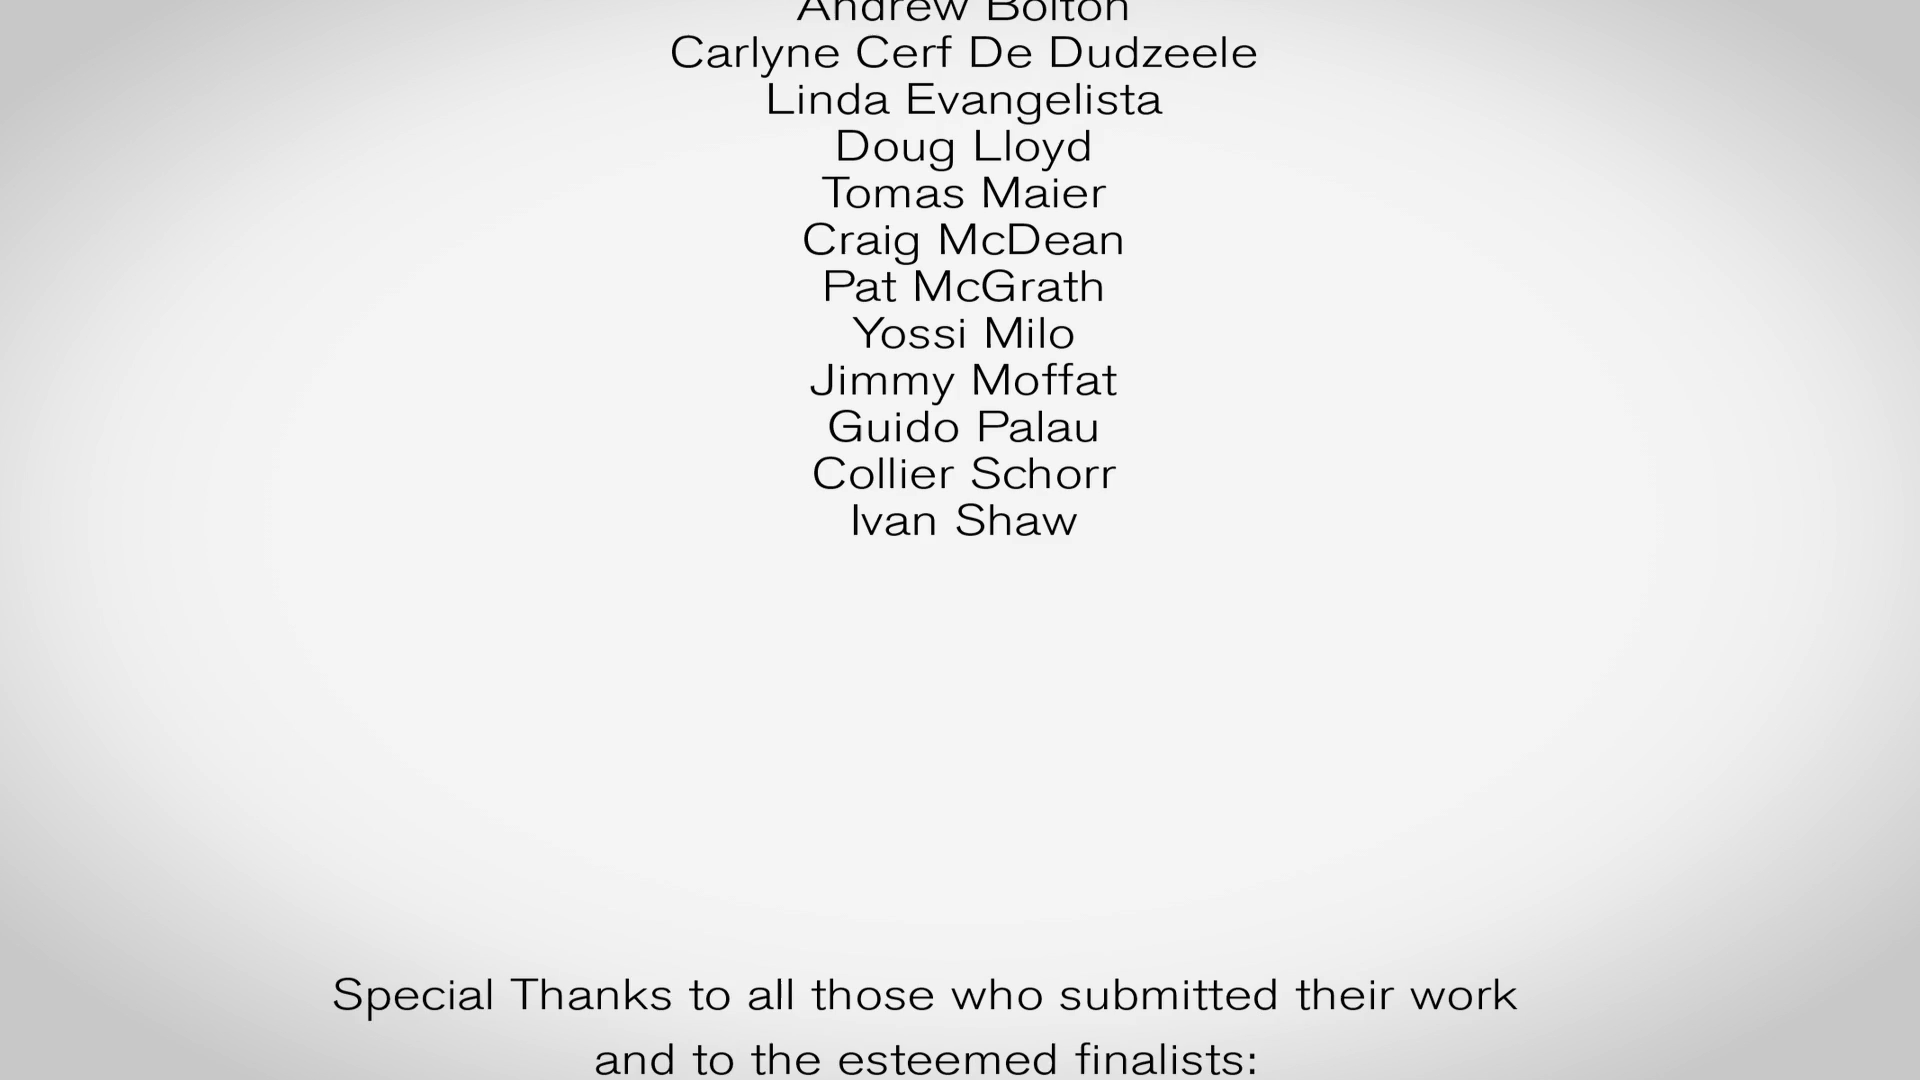 Andrew Bolton
Carlyne Cerf De Dudzeele
Linda Evangelista
Doug Lloyd
Tomas Maier
Craig McDean
Pat McGrath
Yossi Milo
Jimmy Moffat
Guido Palau
Collier Schorr
Ivan Shaw
Special Thanks to all those who submitted their work
and to the esteemed finalists: